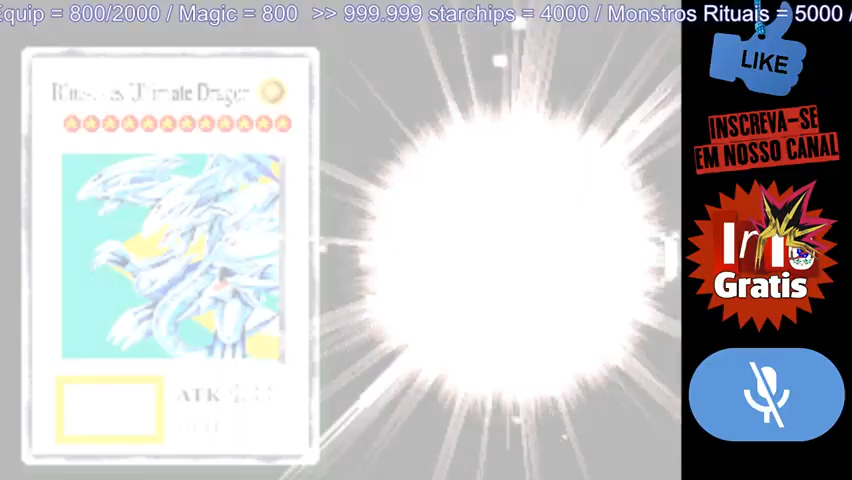 Equip = 800/2000 / Magic = 800 >> 999.999 starchips = 4000 / Monstros Rituais = 5000 /
Ultimate Dragon
ATK
LIKE
INSCREVA-SE
EM NOSSO CANAL
Gratis